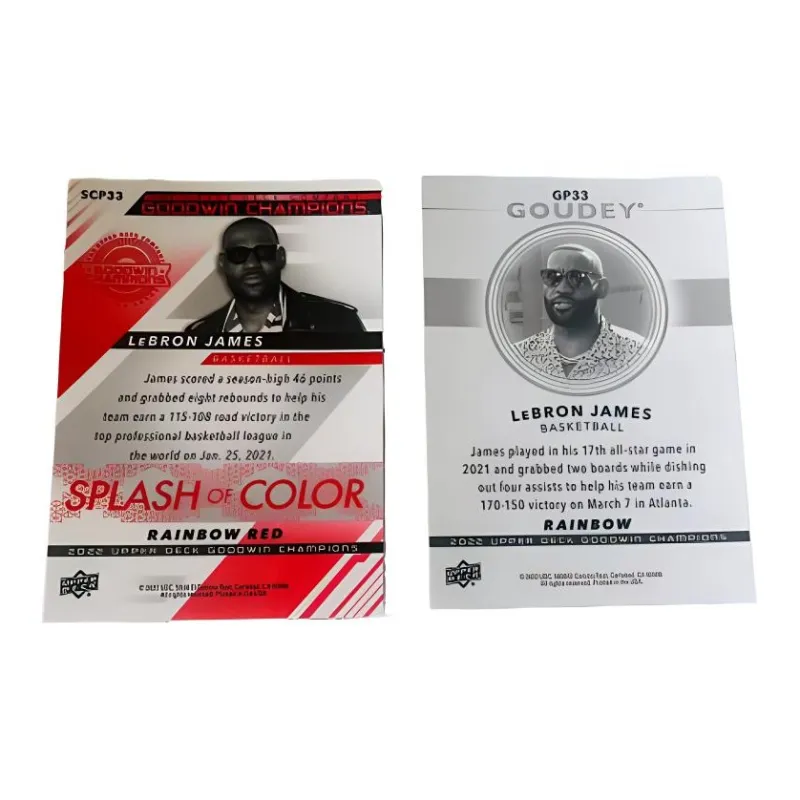 SCP33
GOODWIN CHAMPIONS
GOODWIN
CHAMPIONS
LEBRON JAMES
BASKETBALL
James scored a season-high 46 points
and grabbed eight rebounds to help his
team earn a 115-108 road victory in the
top professional basketball league in
the world on Jan. 25, 2021.
SPLASH OF COLOR
RAINBOW RED
2022 UPPER DECK GOODWIN CHAMPIONS
UPPER
DECK
GP33
GOUDEY
LEBRON JAMES
BASKETBALL
James played in his 17th all-star game in
2021 and grabbed two boards while dishing
out four assists to help his team earn a
170-150 victory on March 7 in Atlanta.
RAINBOW
2022 UPPER DECK GOODWIN CHAMPIONS
UPPER
DECK